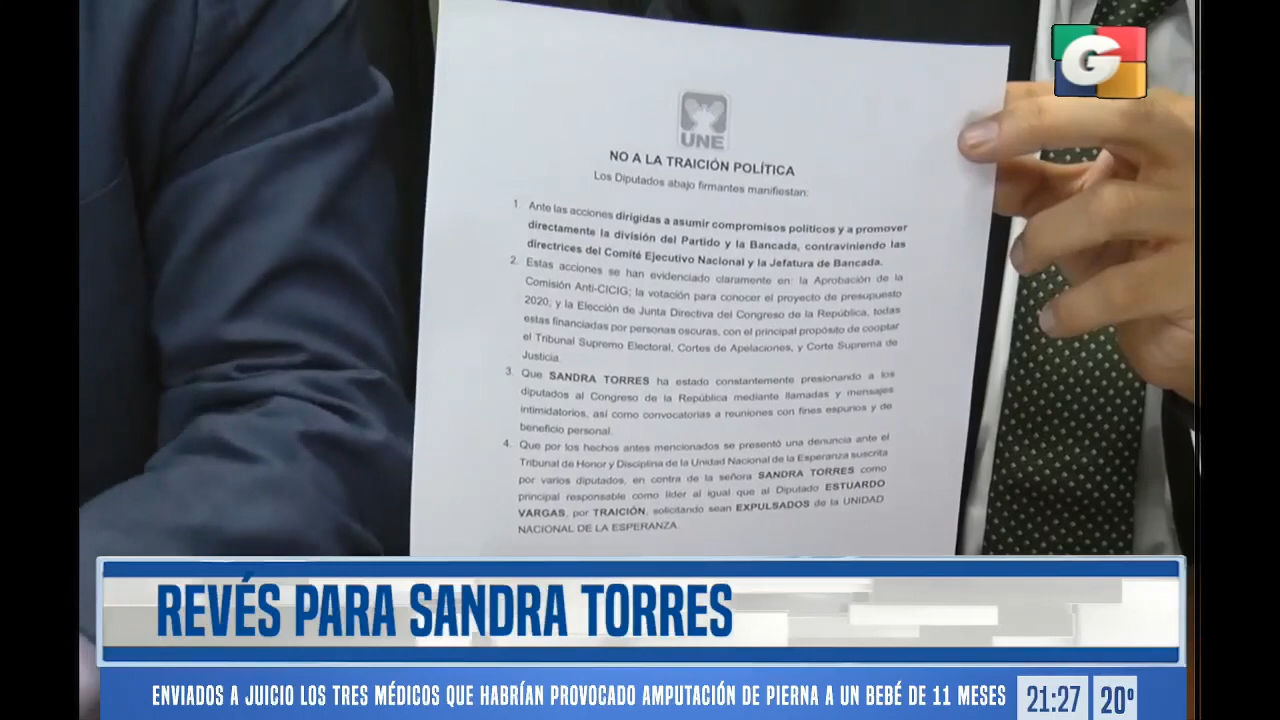 G
UNE
NO A LA TRAICIÓN POLÍTICA
Los Diputados abajo firmantes manifiestan:
1 Ante las acciones dirigidas a asumir compromisos políticos y a promover
directamente la división del Partido y la Bancada, contraviniendo las
directrices del Comité Ejecutivo Nacional y la Jefatura de Bancada.
2. Estas acciones se han evidenciado claramente en: la Aprobación de la
Comisión Anti-CICIG; la votación para conocer el proyecto de presupuesto
2020, y la Elección de Junta Directiva del Congreso de la República, todas
estas financiadas por personas oscuras, con el principal propósito de cooptar
el Tribunal Supremo Electoral, Cortes de Apelaciones, y Corte Suprema de
Justicia.
3. Que SANDRA TORRES ha estado constantemente presionando a los
diputados al Congreso de la República mediante llamadas y mensajes
intimidatorios, así como convocatorias a reuniones con fines espurios y de
beneficio personal.
4. Que por los hechos antes mencionados se presentó una denuncia ante el
Tribunal de Honor y Disciplina de la Unidad Nacional de la Esperanza suscrita
por varios diputados, en contra de la señora SANDRA TORRES como
principal responsable como líder al igual que al Diputado ESTUARDO
VARGAS, por TRAICIÓN, solicitando sean EXPULSADOS de la UNIDAD
NACIONAL DE LA ESPERANZA.
REVÉS PARA SANDRA TORRES
ENVIADOS A JUICIO LOS TRES MÉDICOS QUE HABRÍAN PROVOCADO AMPUTACIÓN DE PIERNA A UN BEBÉ DE 11 MESES 21:27 20°